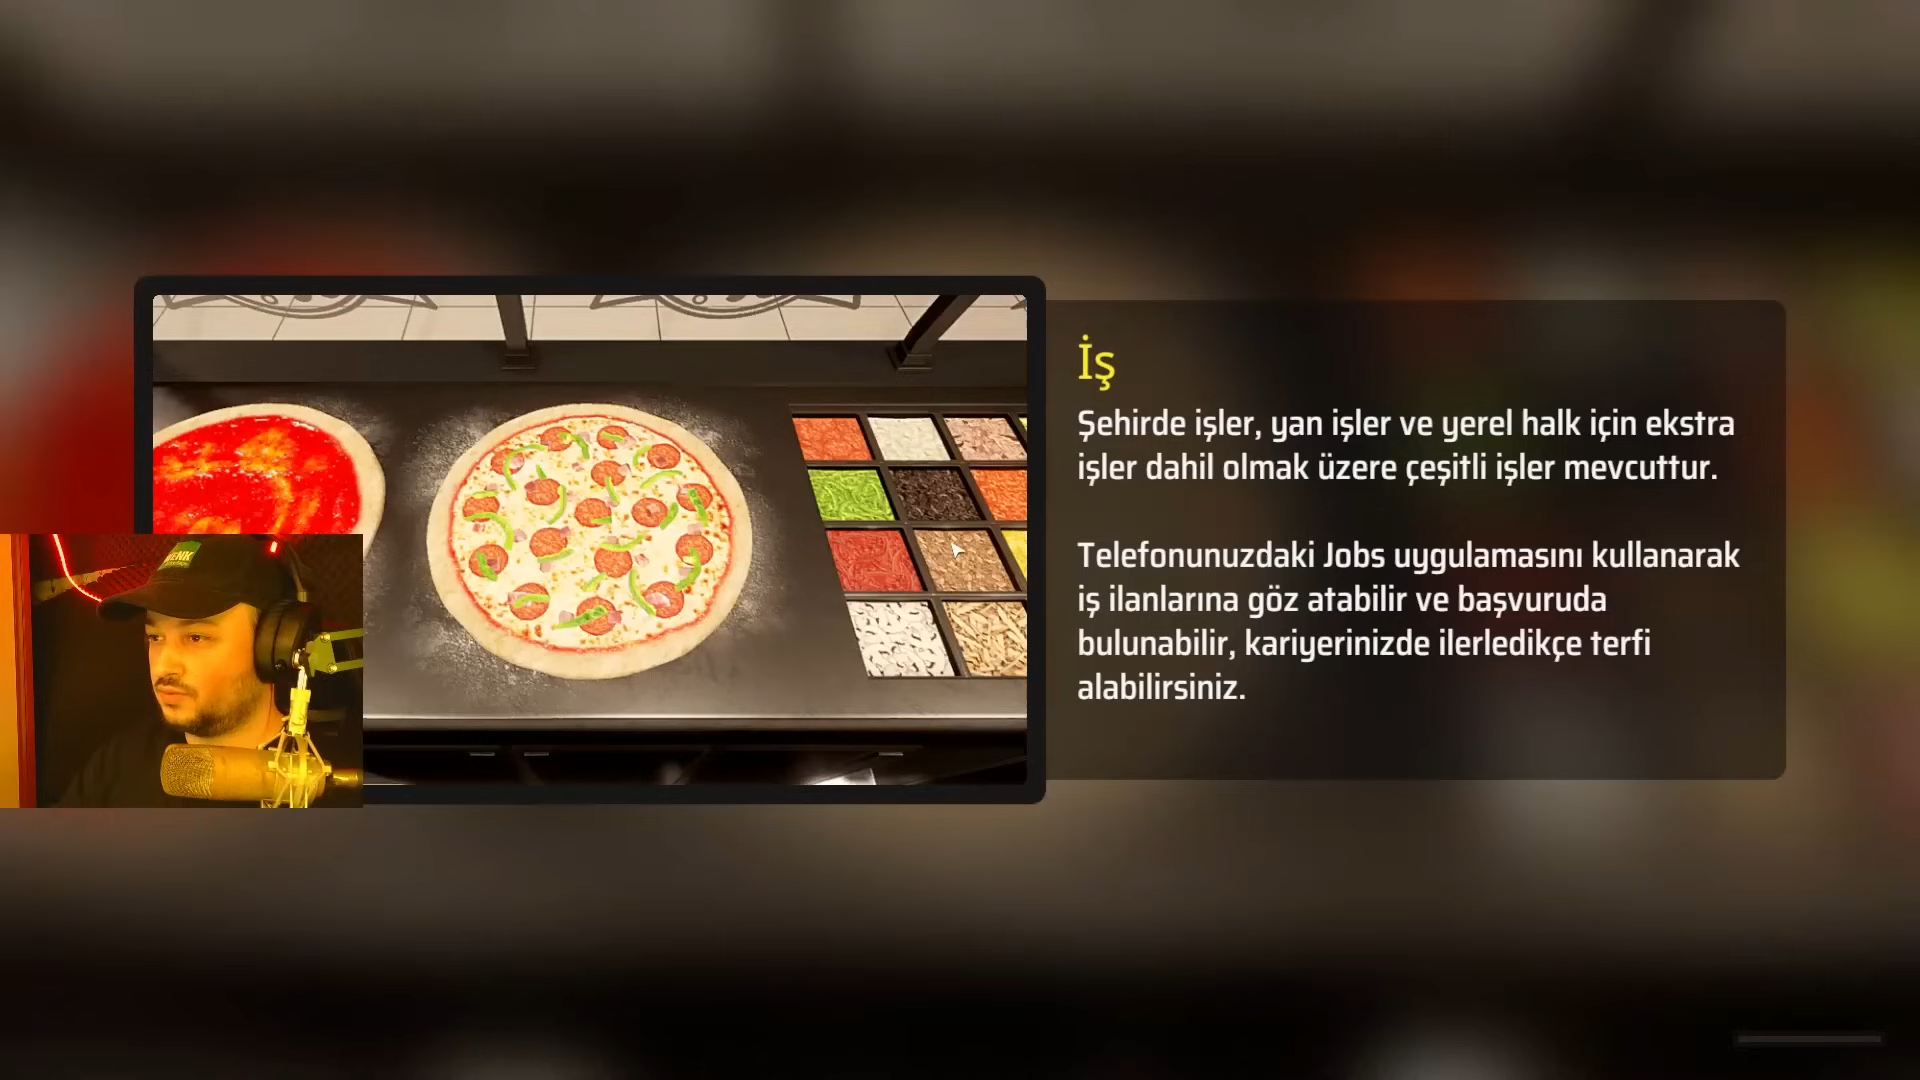 İş
Şehirde işler, yan işler ve yerel halk için ekstra
işler dahil olmak üzere çeşitli işler mevcuttur.
Telefonunuzdaki Jobs uygulamasını kullanarak
iş ilanlarına göz atabilir ve başvuruda
bulunabilir, kariyerinizde ilerledikçe terfi
alabilirsiniz.